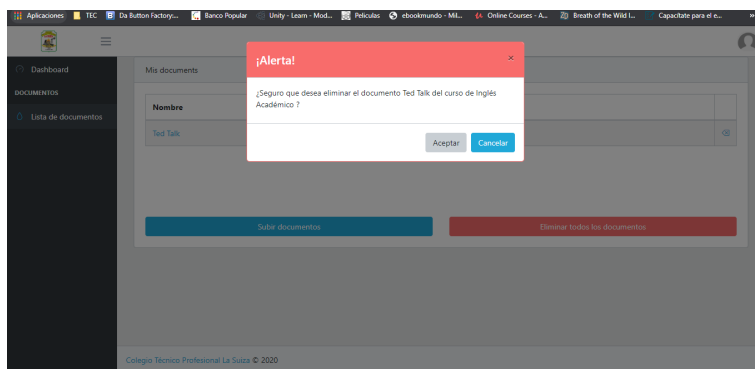 Aplicaciones TEC Da Button Factory:... Banco Popular Unity - Learn - Mod... Peliculas ebookmundo - Mil... Online Courses - A... Breath of the Wild I... Capacitate para el e... »
Dashboard
DOCUMENTOS
Lista de documentos
Mis documents
Nombre
Ted Talk
¡Alerta!
×
¿Seguro que desea eliminar el documento Ted Talk del curso de Inglés
Académico ?
Aceptar Cancelar
Subir documentos Eliminar todos los documentos
Colegio Técnico Profesional La Suiza © 2020